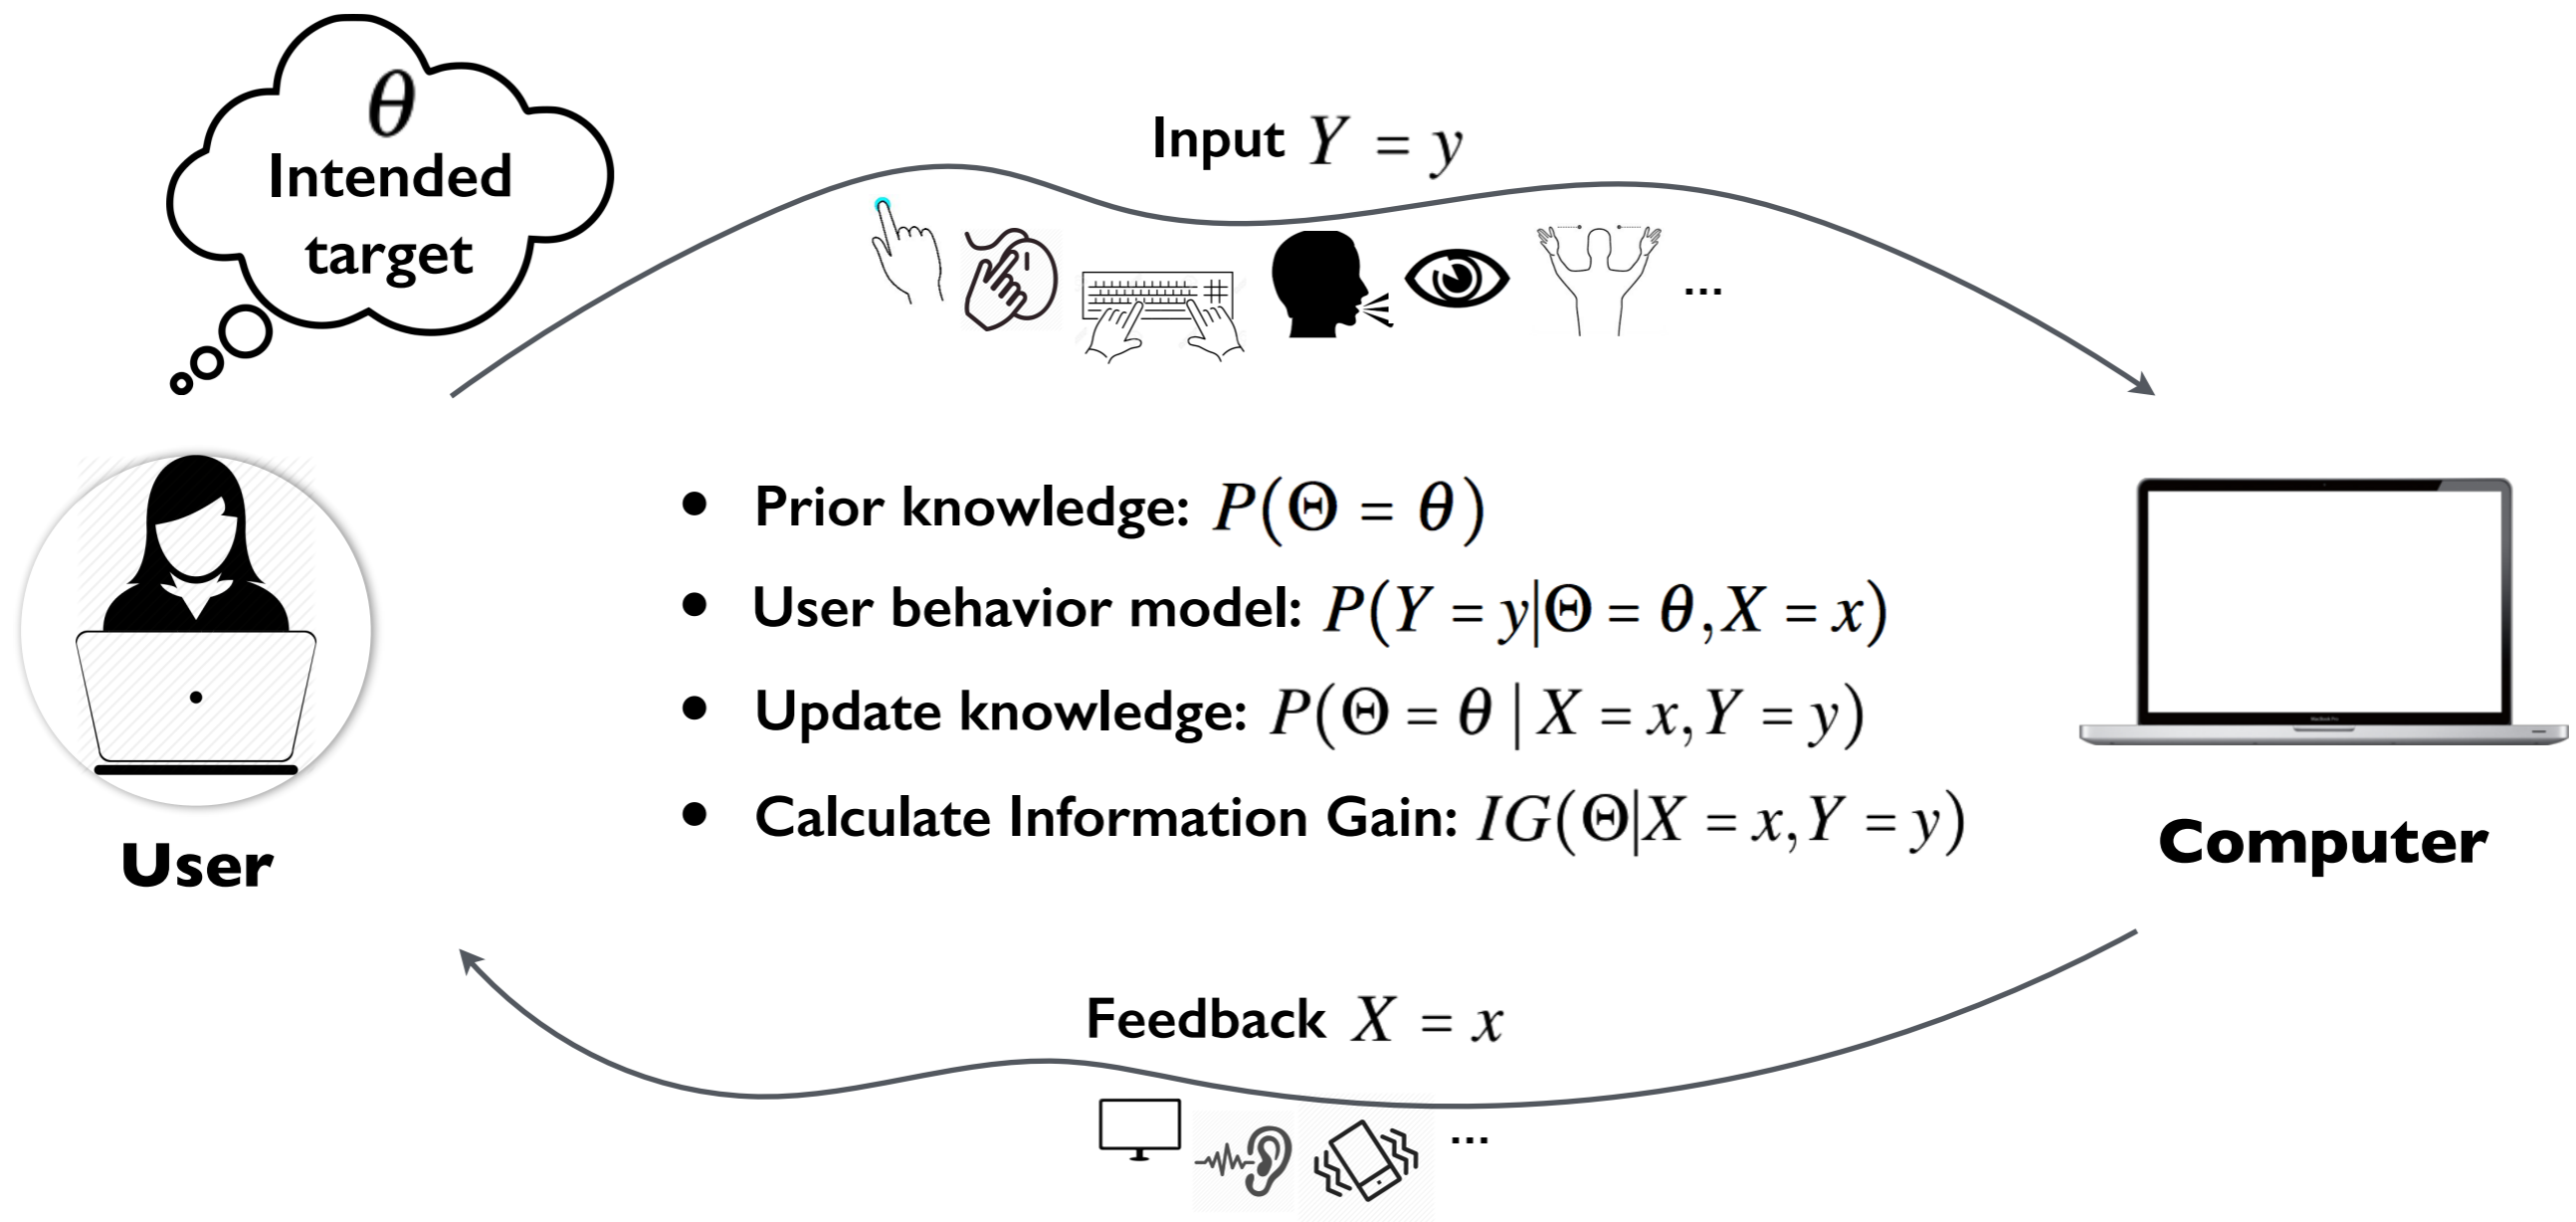 θ
Intended
target
Input Y = y
...
• Prior knowledge: P(Θ = θ)
• User behavior model: P(Y = y|Θ = θ, X = x)
• Update knowledge: P(Θ = θ | X = x, Y = y)
• Calculate Information Gain: IG(Θ|X = x, Y = y)
User
Computer
Feedback X = x
...